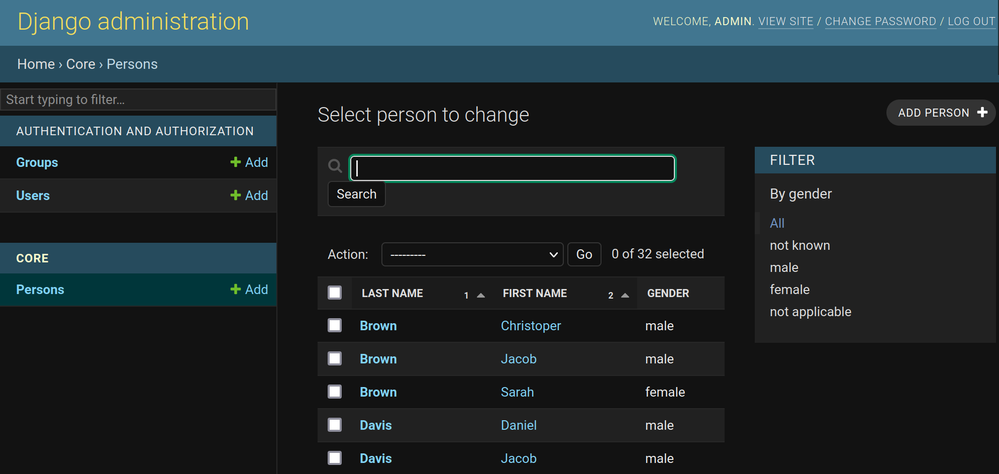 Django administration
WELCOME, ADMIN. VIEW SITE / CHANGE PASSWORD / LOG OUT
Home › Core › Persons
Start typing to filter...
AUTHENTICATION AND AUTHORIZATION
Groups Add
Users Add
CORE
Persons Add
Select person to change
ADD PERSON
Search
Action: --------- Go 0 of 32 selected
LAST NAME 1 FIRST NAME 2 GENDER
Brown Christoper male
Brown Jacob male
Brown Sarah female
Davis Daniel male
Davis Jacob male
FILTER
By gender
All
not known
male
female
not applicable